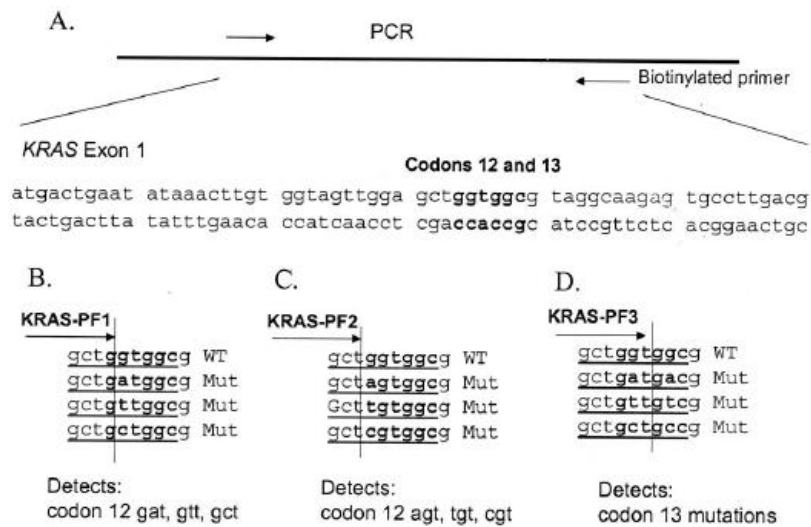 A.
PCR
Biotinylated primer
KRAS Exon 1
Codons 12 and 13
atgactgaat ataaacttgt ggtagttgga gctggtggcg taggcaagag tgccttgacg
tactgactta tatttgaaca ccatcaacct cgaccaccgc catccgttctc acggaactgc
B.
KRAS-PF1
gctggtggcg WT
gctgatggcg Mut
gctgttggcg Mut
gctgctggcg Mut
Detects:
codon 12 gat, gtt, gct
C.
KRAS-PF2
gctggtggcg WT
gctagtggcg Mut
Gcttgtggcg Mut
gctcgtggcg Mut
Detects:
codon 12 agt, tgt, cgt
D.
KRAS-PF3
gctggtggcg WT
gctgatgacg Mut
gctgttgtcg Mut
gctgctgccg Mut
Detects:
codon 13 mutations